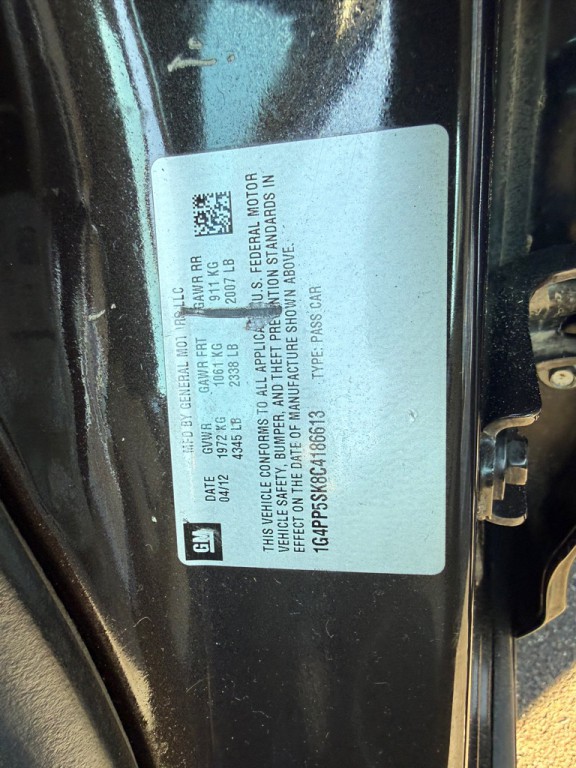 MFD BY GENERAL MOTORS LLC
DATE GVWR GAWR FRT GAWR RR
04/12 1972 KG 1061 KG 911 KG
4345 LB 2338 LB 2007 LB
GM
THIS VEHICLE CONFORMS TO ALL APPLICABLE U.S. FEDERAL MOTOR
VEHICLE SAFETY, BUMPER, AND THEFT PREVENTION STANDARDS IN
EFFECT ON THE DATE OF MANUFACTURE SHOWN ABOVE.
1G4PP5SK8C4186613 TYPE: PASS CAR